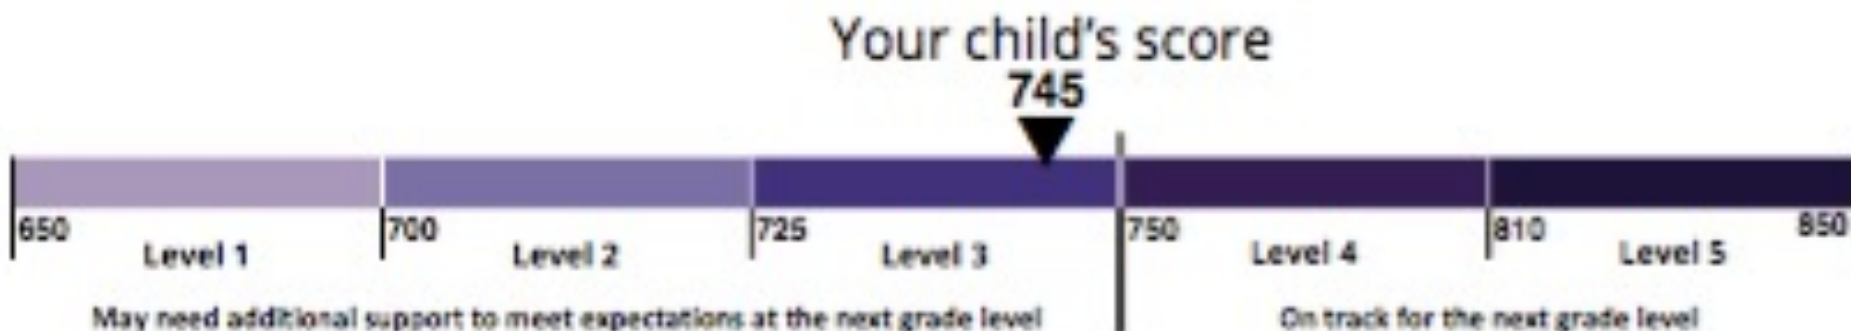 Your child's score
745
650 700 725 750 810 850
Level 1 Level 2 Level 3 Level 4 Level 5
May need additional support to meet expectations at the next grade level On track for the next grade level